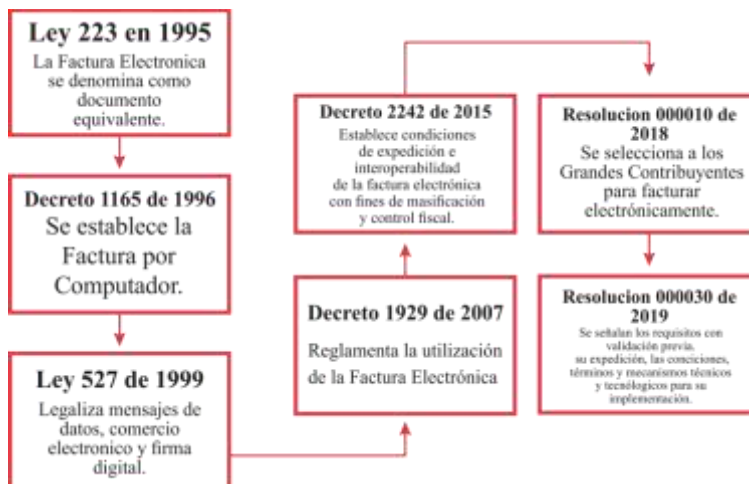 Ley 223 en 1995
La Factura Electronica
se denomina como
documento
equivalente.
Decreto 1165 de 1996
Se establece la
Factura por
Computador.
Ley 527 de 1999
Legaliza mensajes de
datos, comercio
electronico y firma
digital.
Decreto 1929 de 2007
Reglamenta la utilización
de la Factura Electrónica
Decreto 2242 de 2015
Establece condiciones
de expedición e
interoperabilidad
de la factura electrónica
con fines de masificación
y control fiscal.
Resolucion 000010 de
2018
Se selecciona a los
Grandes Contribuyentes
para facturar
electrónicamente.
Resolucion 000030 de
2019
Se señalan los requisitos con
validación previa.
su expedición, las conciciones,
términos y mecanismos técnicos
y tecnólogicos para su
implementación.